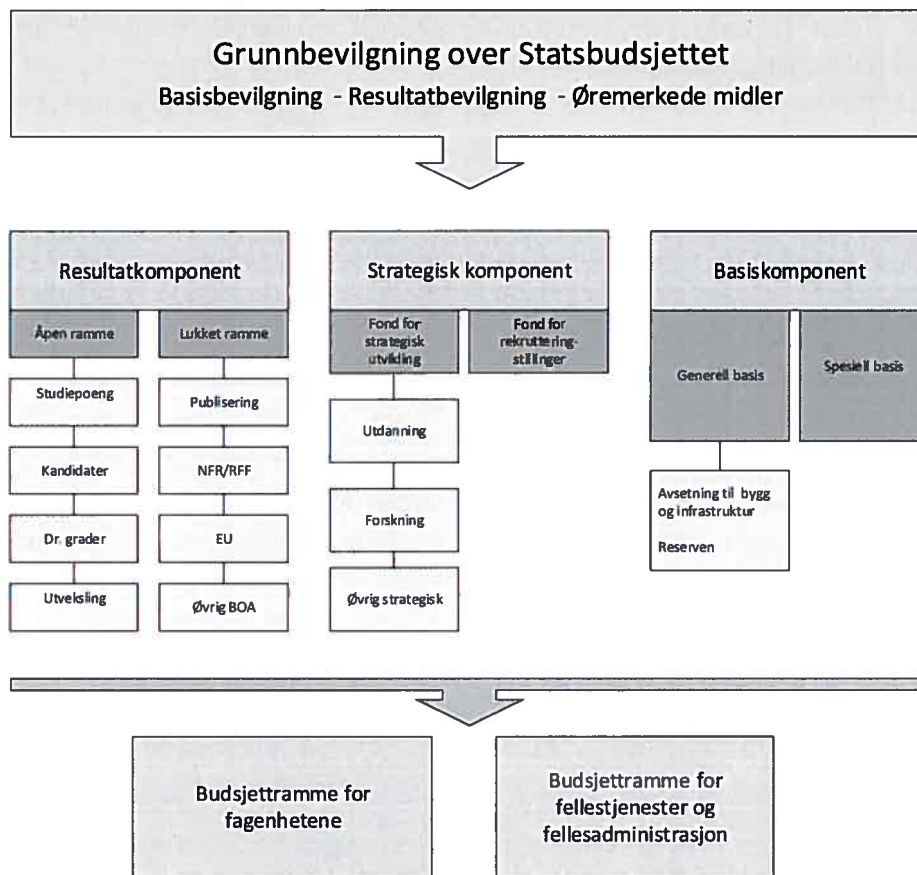 Grunnbevilgning over Statsbudsjettet
Basisbevilgning - Resultatbevilgning - Øremerkede midler
Resultatkomponent
Åpen ramme
Lukket ramme
Studiepoeng
Publisering
Kandidater
NFR/RFF
Dr. grader
EU
Utveksling
Øvrig BOA
Strategisk komponent
Fond for
strategisk
utvikling
Fond for
rekruttering-
stillinger
Utdanning
Forskning
Øvrig strategisk
Basiskomponent
Generell basis
Spesiell basis
Avsetning til bygg
og infrastruktur
Reserven
Budsjettramme for
fagenhetene
Budsjettramme for
fellestjenester og
fellesadministrasjon